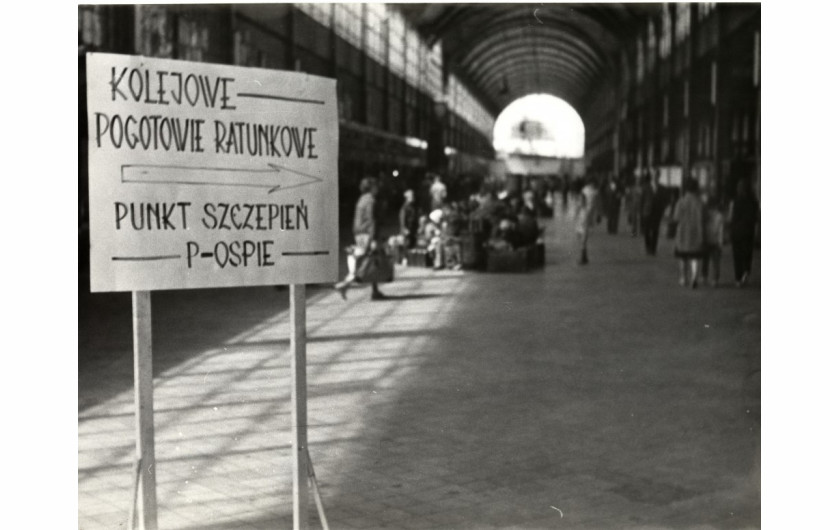 KOLEJOWE
POGOTOWIE RATUNKOWE
PUNKT SZCZEPIEŃ
P-OSPIE